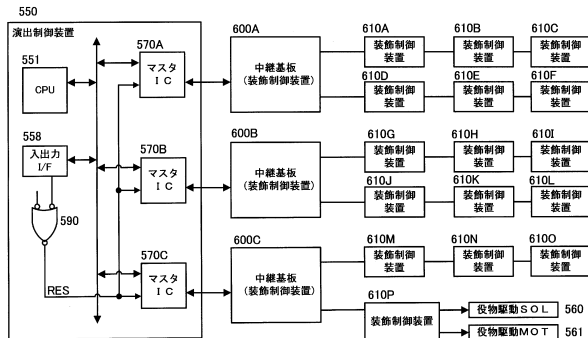 550
演出制御装置
551
CPU
558
入出力
I/F
590
RES
570A
マスタ
IC
570B
マスタ
IC
570C
マスタ
IC
600A
中継基板
(装飾制御装置)
600B
中継基板
(装飾制御装置)
600C
中継基板
(装飾制御装置)
610A
装飾制御
装置
610B
装飾制御
装置
610C
装飾制御
装置
610D
装飾制御
装置
610E
装飾制御
装置
610F
装飾制御
装置
610G
装飾制御
装置
610H
装飾制御
装置
610I
装飾制御
装置
610J
装飾制御
装置
610K
装飾制御
装置
610L
装飾制御
装置
610M
装飾制御
装置
610N
装飾制御
装置
610O
装飾制御
装置
610P
装飾制御装置
役物駆動SOL
560
役物駆動MOT
561